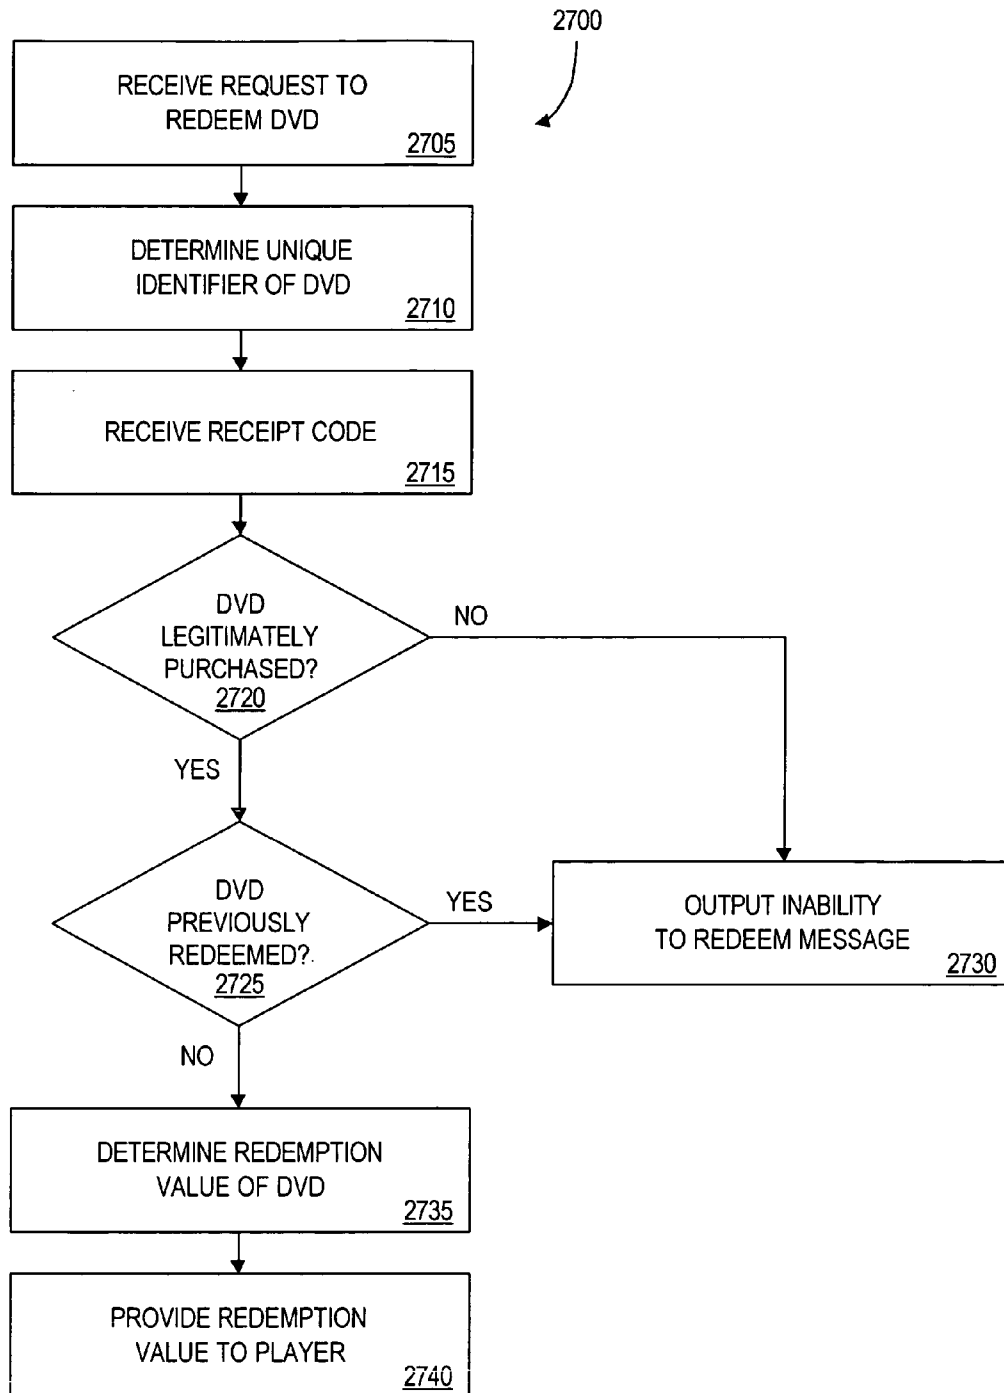 2700
RECEIVE REQUEST TO
REDEEM DVD
2705
DETERMINE UNIQUE
IDENTIFIER OF DVD
2710
RECEIVE RECEIPT CODE
2715
DVD
LEGITIMATELY
PURCHASED?
2720
NO
YES
DVD
PREVIOUSLY
REDEEMED?
2725
YES
OUTPUT INABILITY
TO REDEEM MESSAGE
2730
NO
DETERMINE REDEMPTION
VALUE OF DVD
2735
PROVIDE REDEMPTION
VALUE TO PLAYER
2740